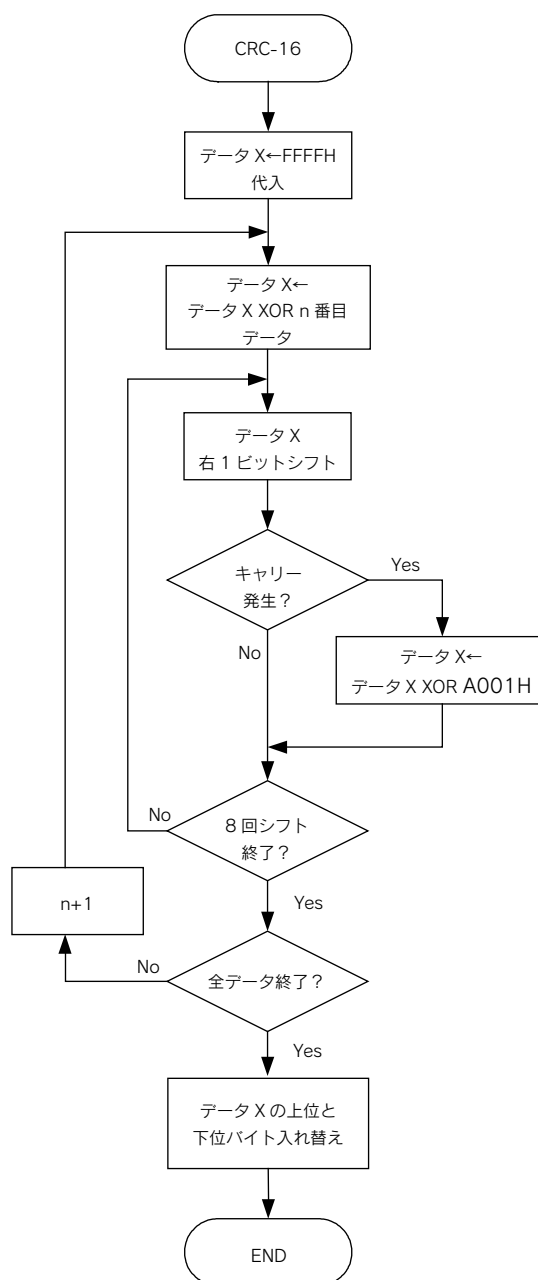 CRC-16
データ X←FFFFH
代入
データ X←
データ X XOR n 番目
データ
データ X
右 1 ビットシフト
キャリー
発生？
Yes
No
データ X←
データ X XOR A001H
No
8 回シフト
終了？
Yes
n+1
No
全データ終了？
Yes
データ X の上位と
下位バイト入れ替え
END